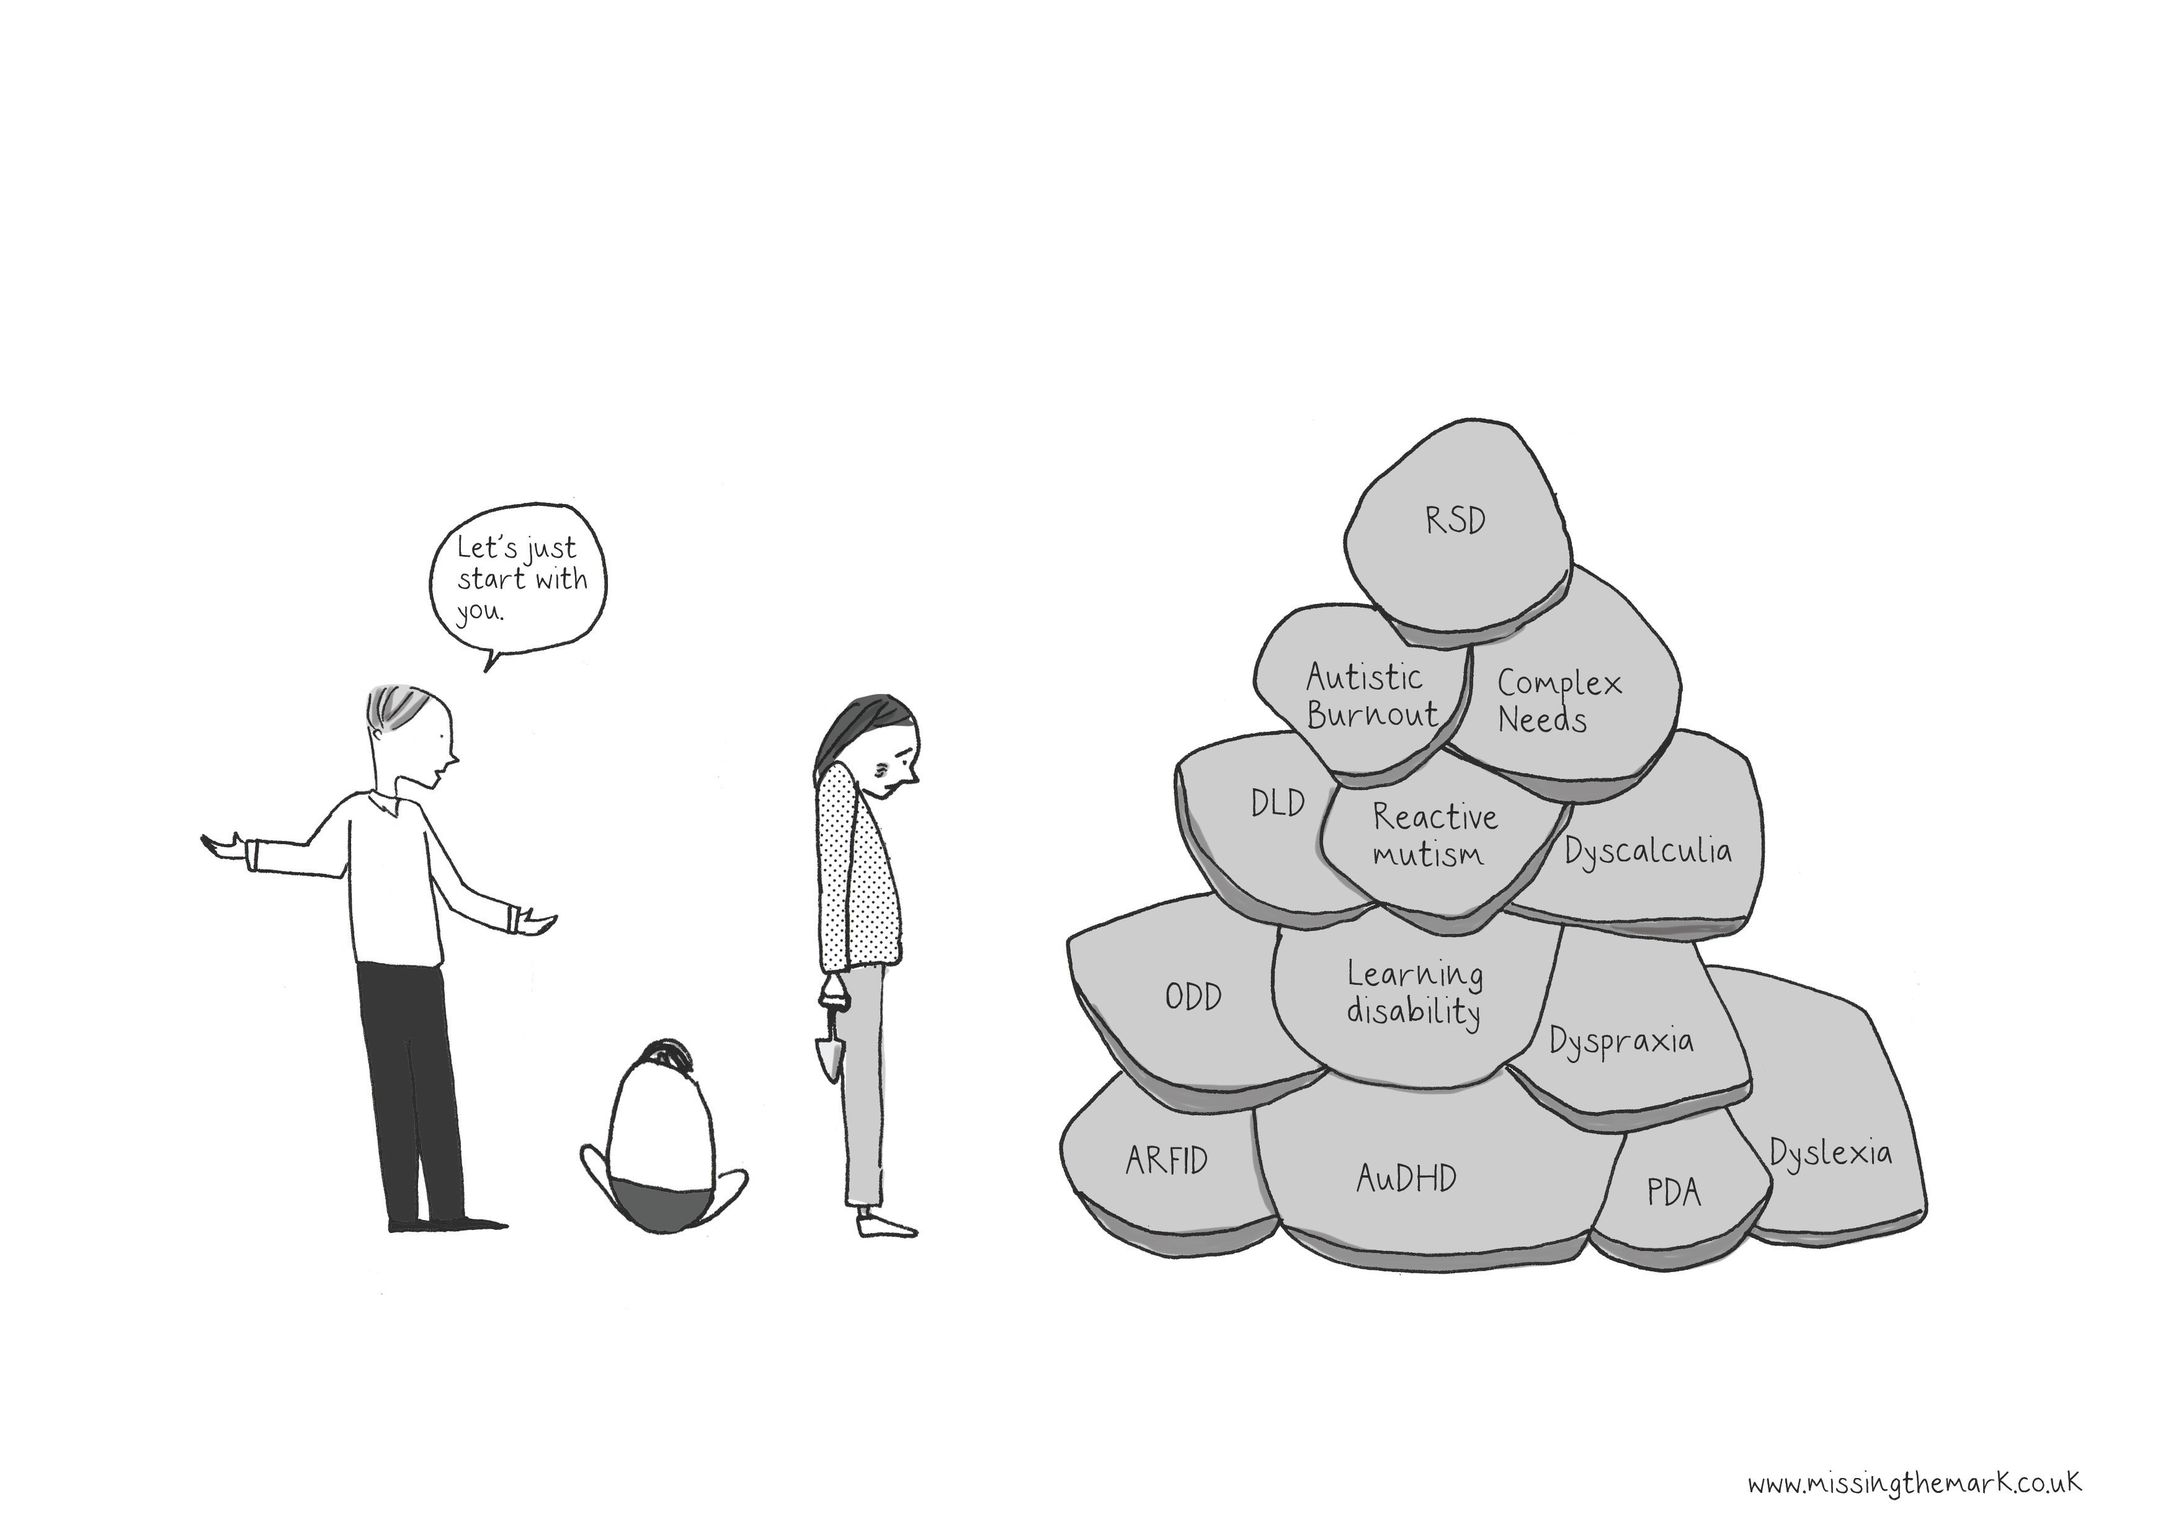 Let's just
start with
you.
RSD
Autistic
Burnout
Complex
Needs
DLD
Reactive
mutism
Dyscalculia
ODD
Learning
disability
Dyspraxia
ARFID
AuDHD
PDA
Dyslexia
www.missingthemark.co.uk